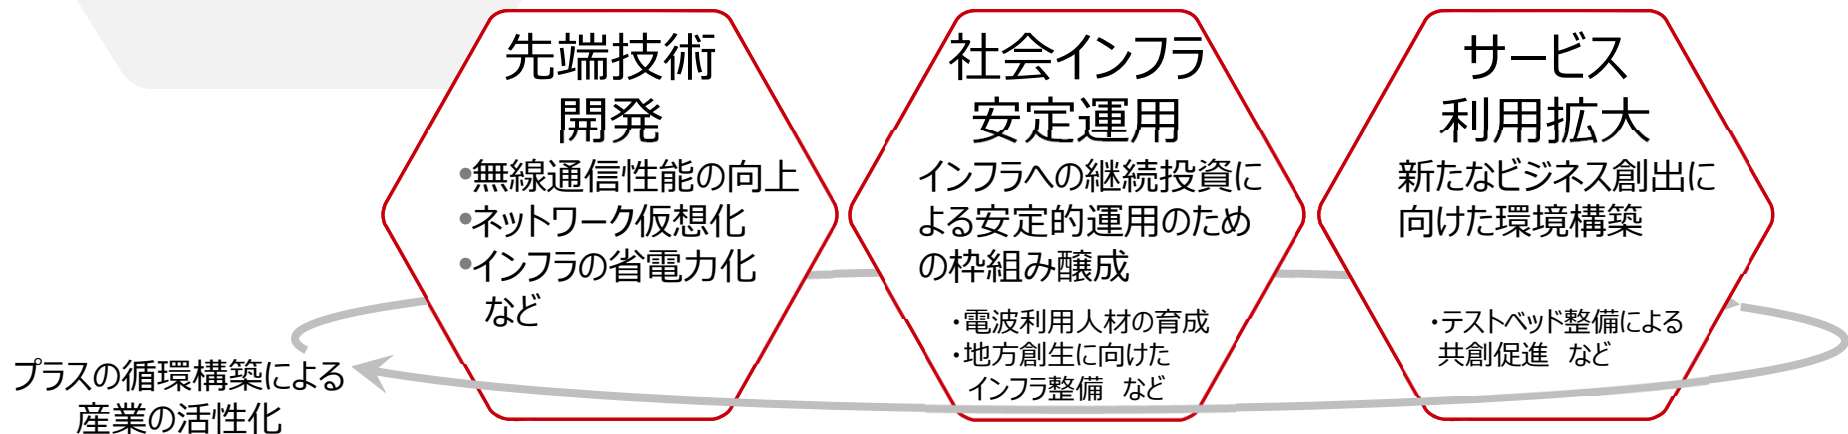 先端技術
開発
•無線通信性能の向上
•ネットワーク仮想化
•インフラの省電力化
など
社会インフラ
安定運用
インフラへの継続投資に
よる安定的運用のため
の枠組み醸成
・電波利用人材の育成
・地方創生に向けた
インフラ整備　など
サービス
利用拡大
新たなビジネス創出に
向けた環境構築
・テストベッド整備による
共創促進　など
プラスの循環構築による
産業の活性化